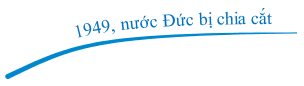 1949, nước Đức bị chia cắt